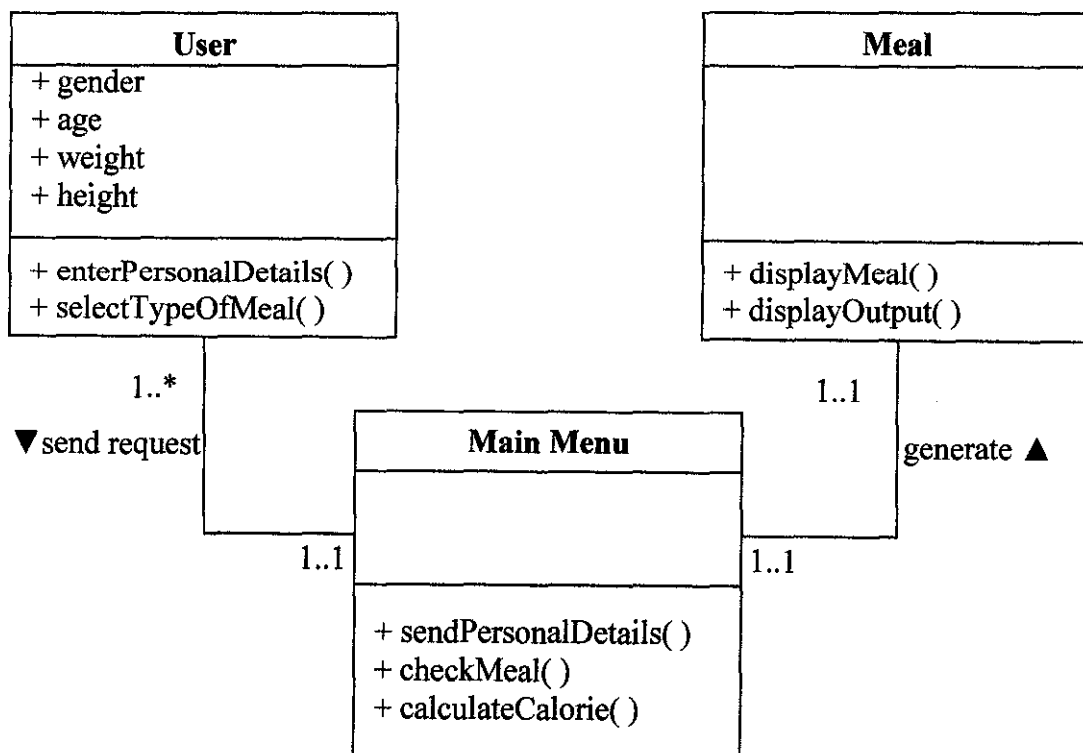 User
+ gender
+ age
+ weight
+ height
+ enterPersonalDetails( )
+ selectTypeOfMeal( )
Meal
+ displayMeal( )
+ displayOutput( )
1..*
▼ send request
1..1
1..1
generate ▲
1..1
Main Menu
+ sendPersonalDetails( )
+ checkMeal( )
+ calculateCalorie( )